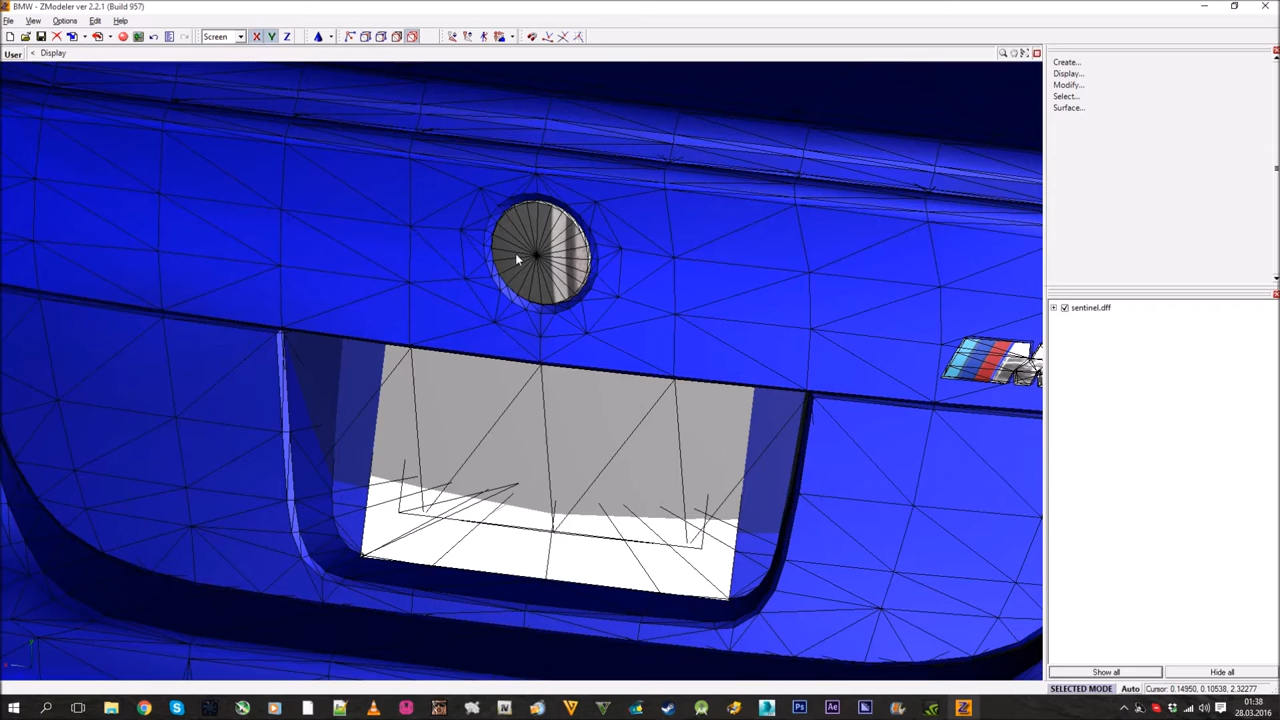 BMW - ZModeler ver 2.2.1 (Build 957)
File View Options Edit Help
Screen X Y Z
User < Display
Create...
Display...
Modify...
Select...
Surface...
sentinel.dff
Show all Hide all
SELECTED MODE Auto Cursor: 0.14950, 0.10538, 2.32277
01:38
28.03.2016